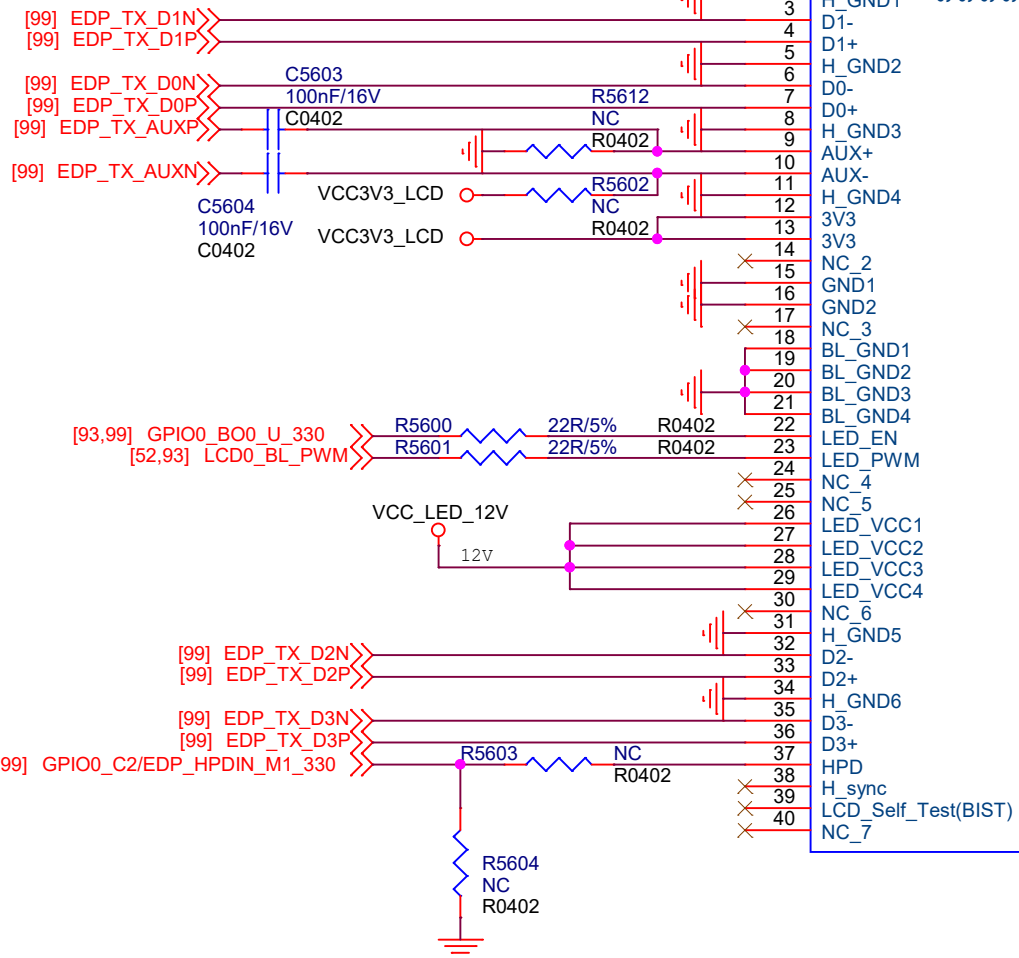 H_GND1
[99] EDP_TX_D1N
3
D1-
[99] EDP_TX_D1P
4
D1+
5
H_GND2
[99] EDP_TX_D0N
C5603
6
D0-
[99] EDP_TX_D0P
100nF/16V
R5612
7
D0+
[99] EDP_TX_AUXP
C0402
NC
8
H_GND3
R0402
9
AUX+
[99] EDP_TX_AUXN
10
AUX-
VCC3V3_LCD
R5602
11
H_GND4
C5604
NC
12
3V3
100nF/16V
VCC3V3_LCD
R0402
13
3V3
C0402
14
NC_2
15
GND1
16
GND2
17
NC_3
18
BL_GND1
19
BL_GND2
20
BL_GND3
21
BL_GND4
[93,99] GPIO0_BO0_U_330
R5600
22R/5%
R0402
22
LED_EN
[52,93] LCD0_BL_PWM
R5601
22R/5%
R0402
23
LED_PWM
24
NC_4
25
NC_5
VCC_LED_12V
26
LED_VCC1
27
LED_VCC2
12V
28
LED_VCC3
29
LED_VCC4
30
NC_6
31
H_GND5
[99] EDP_TX_D2N
32
D2-
[99] EDP_TX_D2P
33
D2+
34
H_GND6
[99] EDP_TX_D3N
35
D3-
[99] EDP_TX_D3P
36
D3+
99] GPIO0_C2/EDP_HPDIN_M1_330
R5603
NC
R0402
37
HPD
38
H_sync
39
LCD_Self_Test(BIST)
40
NC_7
R5604
NC
R0402